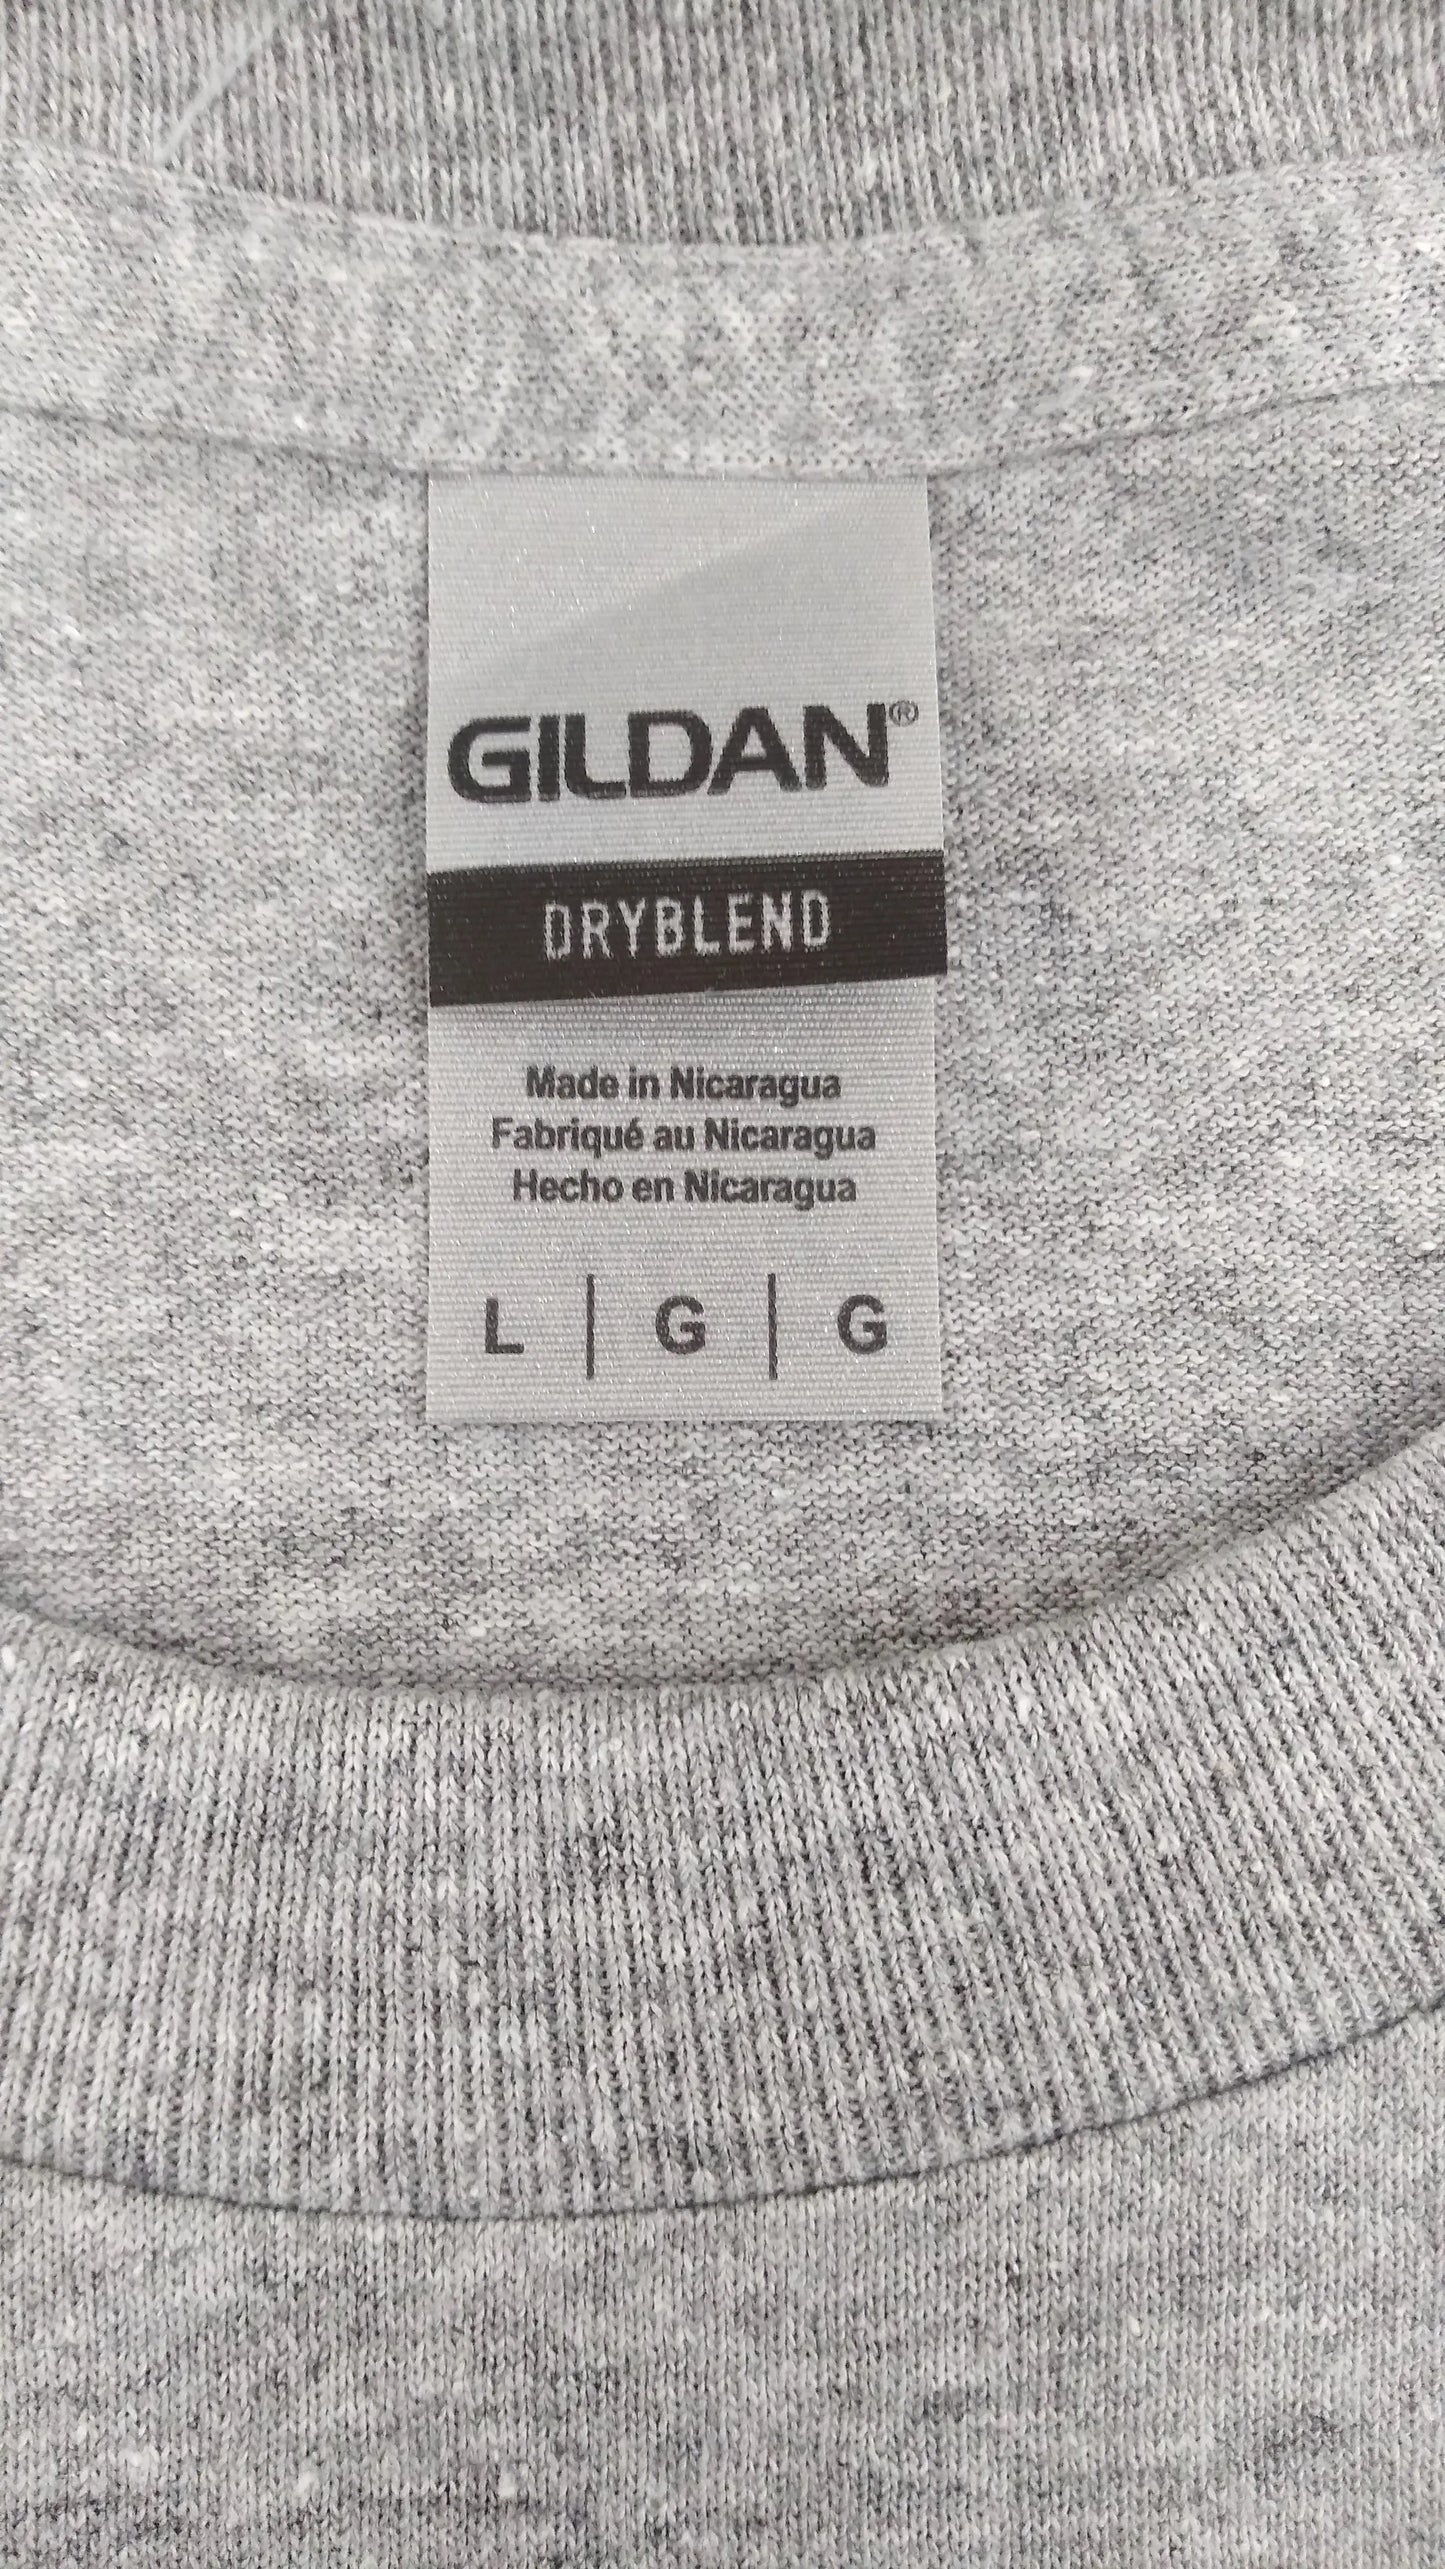 GILDAN®
DRYBLEND
Made in Nicaragua
Fabriqué au Nicaragua
Hecho en Nicaragua
L | G | G